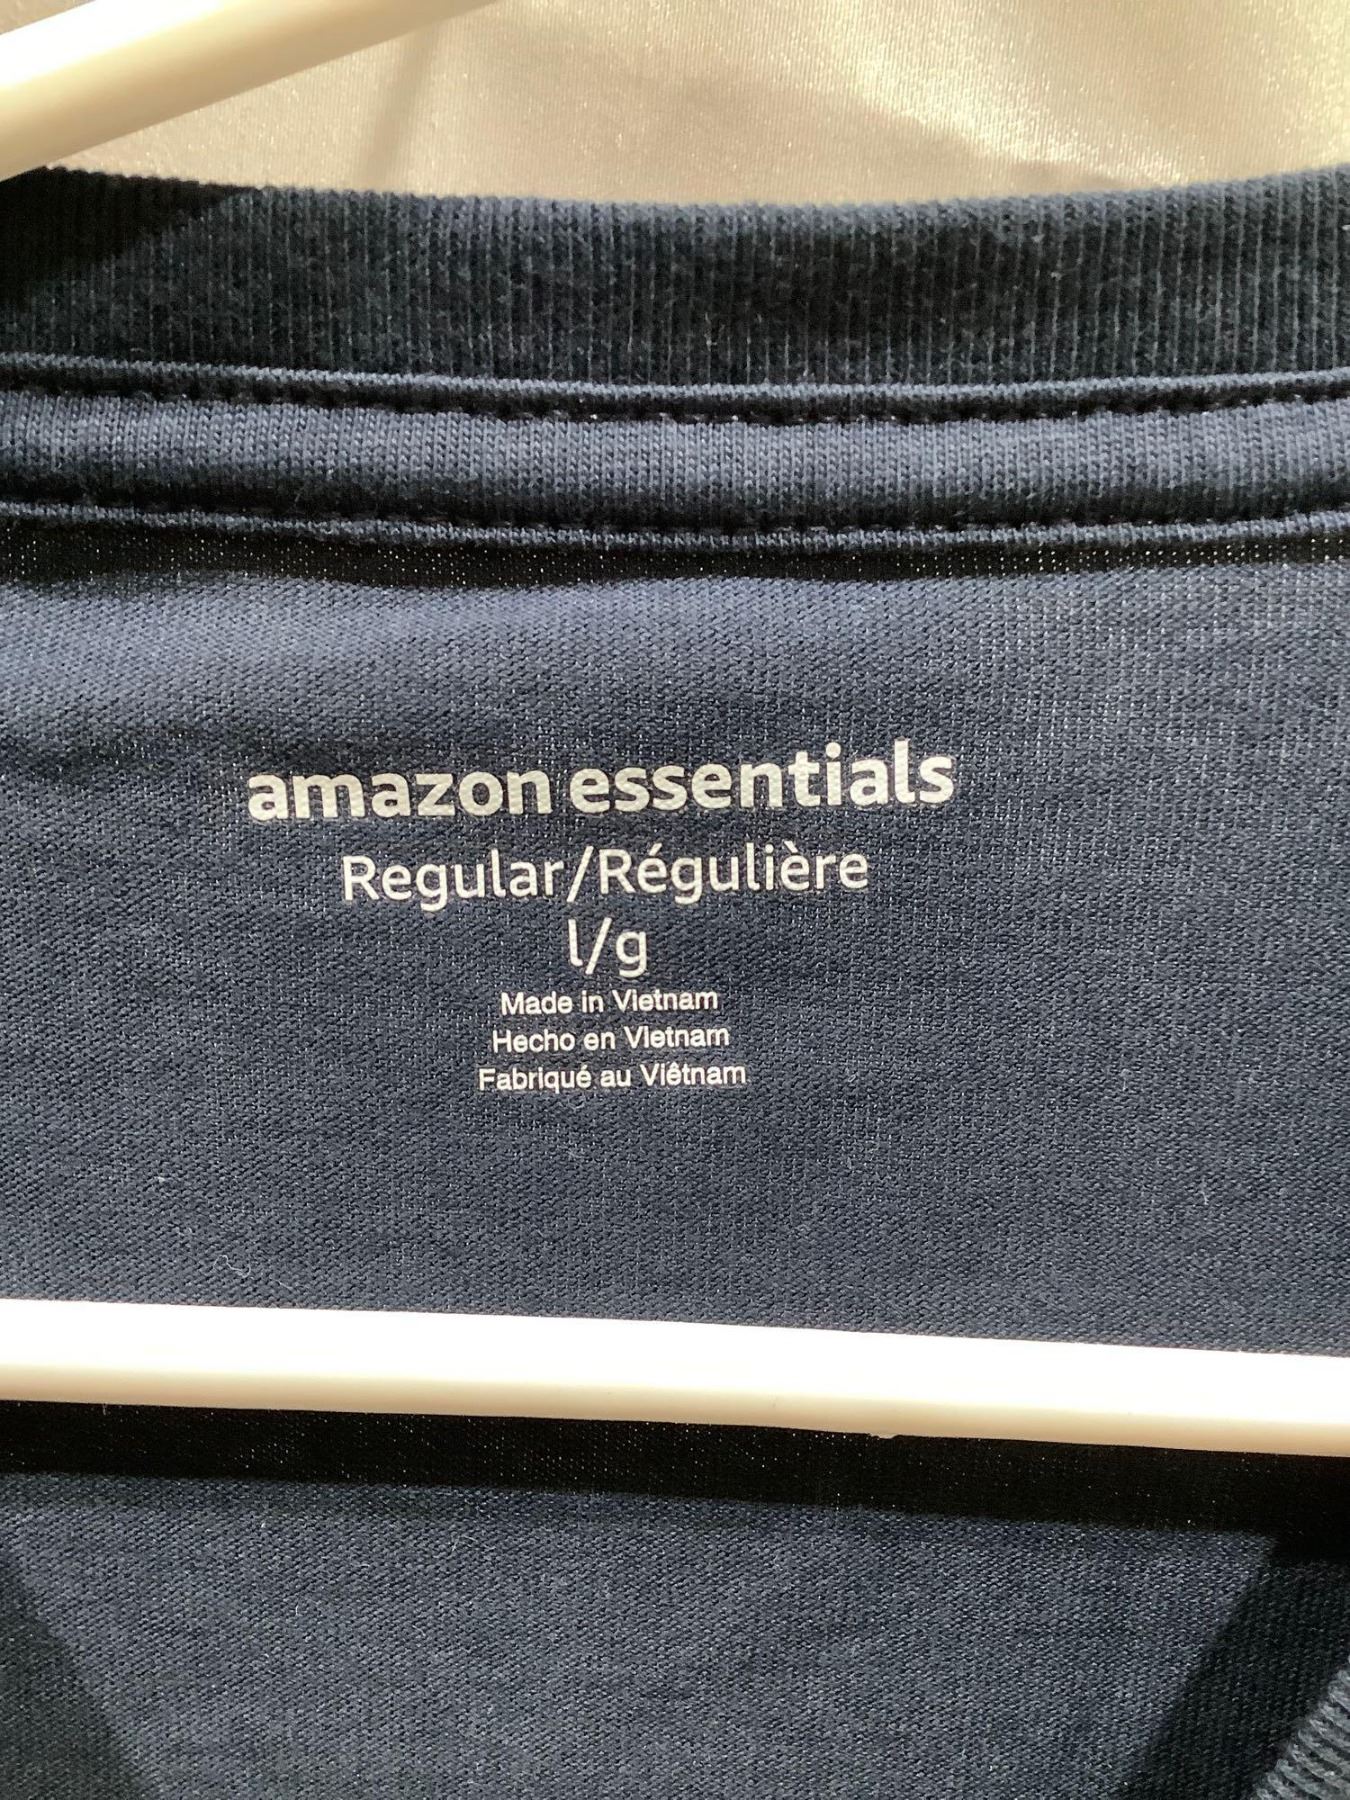 amazon essentials
Regular/Régulière
l/g
Made in Vietnam
Hecho en Vietnam
Fabriqué au Viêtnam